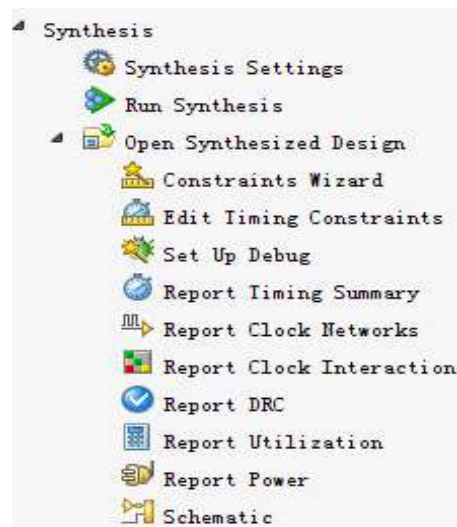 Synthesis
Synthesis Settings
Run Synthesis
Open Synthesized Design
Constraints Wizard
Edit Timing Constraints
Set Up Debug
Report Timing Summary
Report Clock Networks
Report Clock Interaction
Report DRC
Report Utilization
Report Power
Schematic